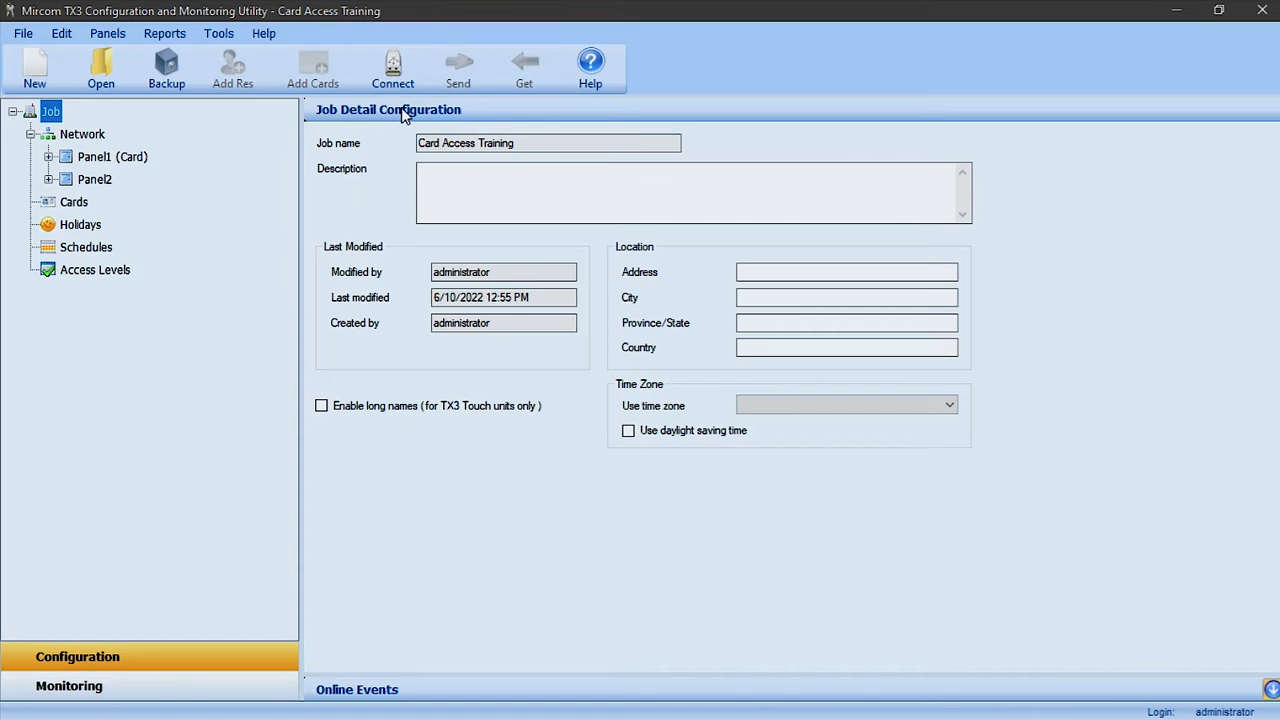 Mircom TX3 Configuration and Monitoring Utility - Card Access Training
File Edit Panels Reports Tools Help
New Open Backup Add Res Add Cards Connect Send Get Help
Job
Network
Panel1 (Card)
Panel2
Cards
Holidays
Schedules
Access Levels
Configuration
Monitoring
Job Detail Configuration
Job name Card Access Training
Description
Last Modified
Modified by administrator
Last modified 6/10/2022 12:55 PM
Created by administrator
Location
Address
City
Province/State
Country
Enable long names (for TX3 Touch units only )
Time Zone
Use time zone
Use daylight saving time
Online Events
Login: administrator